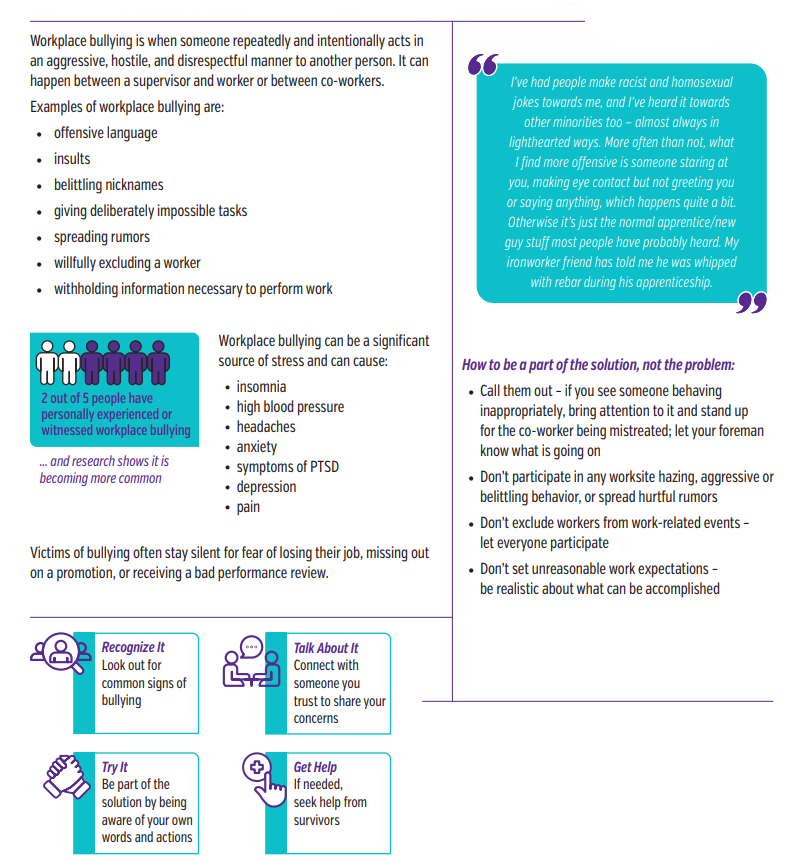 Workplace bullying is when someone repeatedly and intentionally acts in
an aggressive, hostile, and disrespectful manner to another person. It can
happen between a supervisor and worker or between co-workers.
Examples of workplace bullying are:
• offensive language
• insults
• belittling nicknames
• giving deliberately impossible tasks
• spreading rumors
• willfully excluding a worker
• withholding information necessary to perform work
2 out of 5 people have
personally experienced or
witnessed workplace bullying
... and research shows it is
becoming more common
Workplace bullying can be a significant
source of stress and can cause:
• insomnia
• high blood pressure
• headaches
• anxiety
• symptoms of PTSD
• depression
• pain
Victims of bullying often stay silent for fear of losing their job, missing out
on a promotion, or receiving a bad performance review.
Recognize It
Look out for
common signs of
bullying
Talk About It
Connect with
someone you
trust to share your
concerns
Try It
Be part of the
solution by being
aware of your own
words and actions
Get Help
If needed,
seek help from
survivors
“
I've had people make racist and homosexual
jokes towards me, and I've heard it towards
other minorities too – almost always in
lighthearted ways. More often than not, what
I find more offensive is someone staring at
you, making eye contact but not greeting you
or saying anything, which happens quite a bit.
Otherwise it's just the normal apprentice/new
guy stuff most people have probably heard. My
ironworker friend has told me he was whipped
with rebar during his apprenticeship.
”
How to be a part of the solution, not the problem:
• Call them out – if you see someone behaving
inappropriately, bring attention to it and stand up
for the co-worker being mistreated; let your foreman
know what is going on
• Don't participate in any worksite hazing, aggressive or
belittling behavior, or spread hurtful rumors
• Don't exclude workers from work-related events –
let everyone participate
• Don't set unreasonable work expectations –
be realistic about what can be accomplished